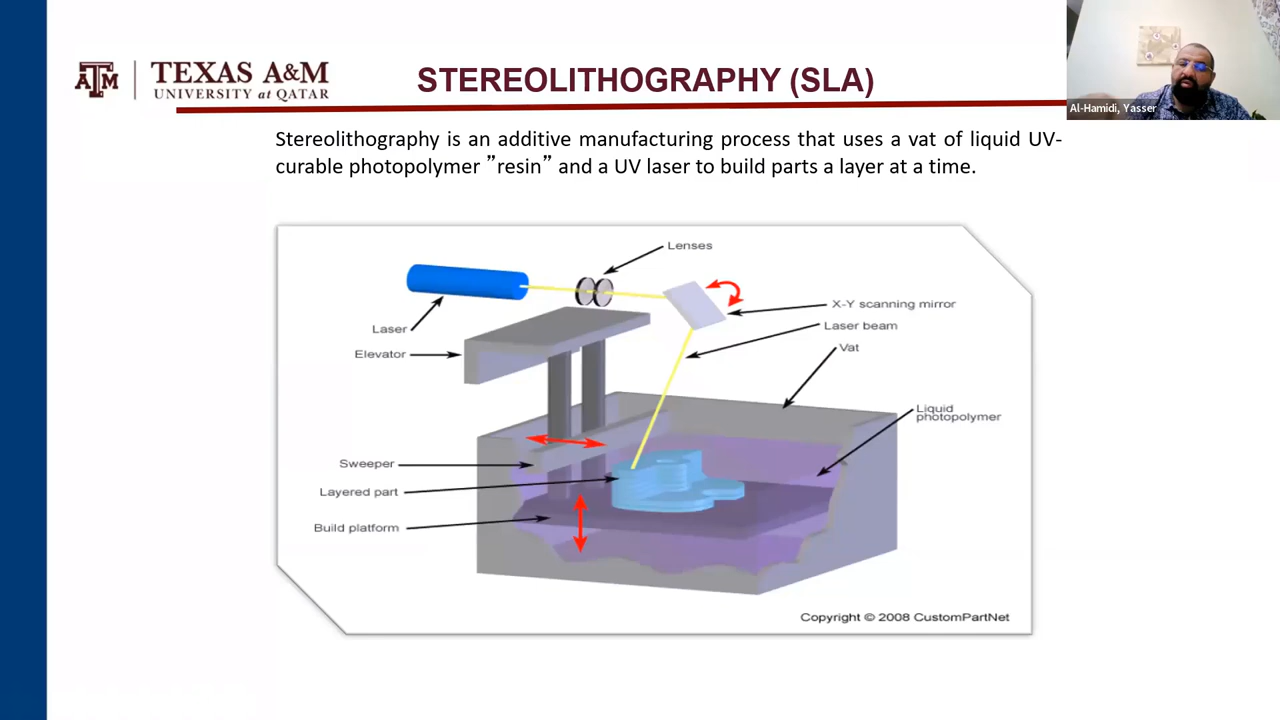 TEXAS A&M
UNIVERSITY at QATAR
STEREOLITHOGRAPHY (SLA)
Al-Hamidi, Yasser
Stereolithography is an additive manufacturing process that uses a vat of liquid UV-
curable photopolymer ”resin” and a UV laser to build parts a layer at a time.
Lenses
X-Y scanning mirror
Laser
Laser beam
Elevator
Vat
Liquid
photopolymer
Sweeper
Layered part
Build platform
Copyright © 2008 CustomPartNet